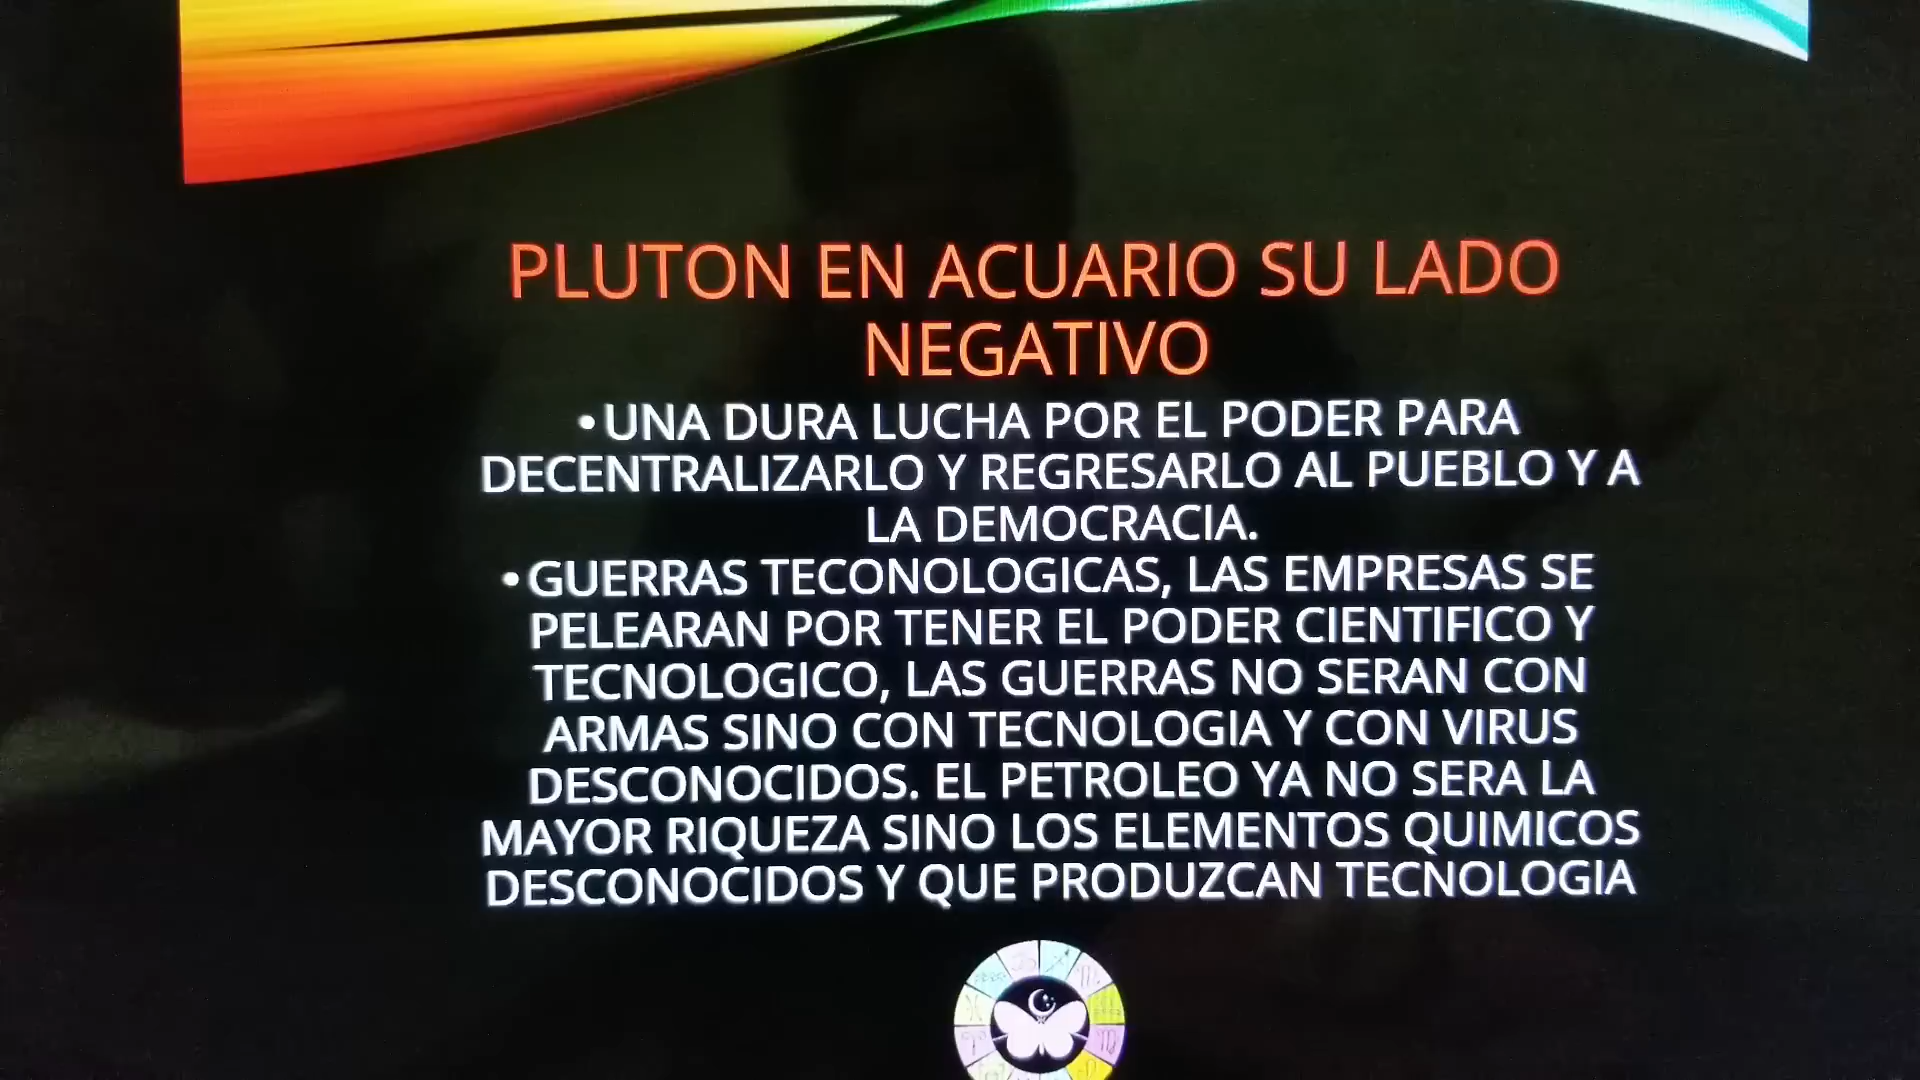 PLUTON EN ACUARIO SU LADO
NEGATIVO
•UNA DURA LUCHA POR EL PODER PARA
DECENTRALIZARLO Y REGRESARLO AL PUEBLO Y A
LA DEMOCRACIA.
•GUERRAS TECONOLOGICAS, LAS EMPRESAS SE
PELEARAN POR TENER EL PODER CIENTIFICO Y
TECNOLOGICO, LAS GUERRAS NO SERAN CON
ARMAS SINO CON TECNOLOGIA Y CON VIRUS
DESCONOCIDOS. EL PETROLEO YA NO SERA LA
MAYOR RIQUEZA SINO LOS ELEMENTOS QUIMICOS
DESCONOCIDOS Y QUE PRODUZCAN TECNOLOGIA